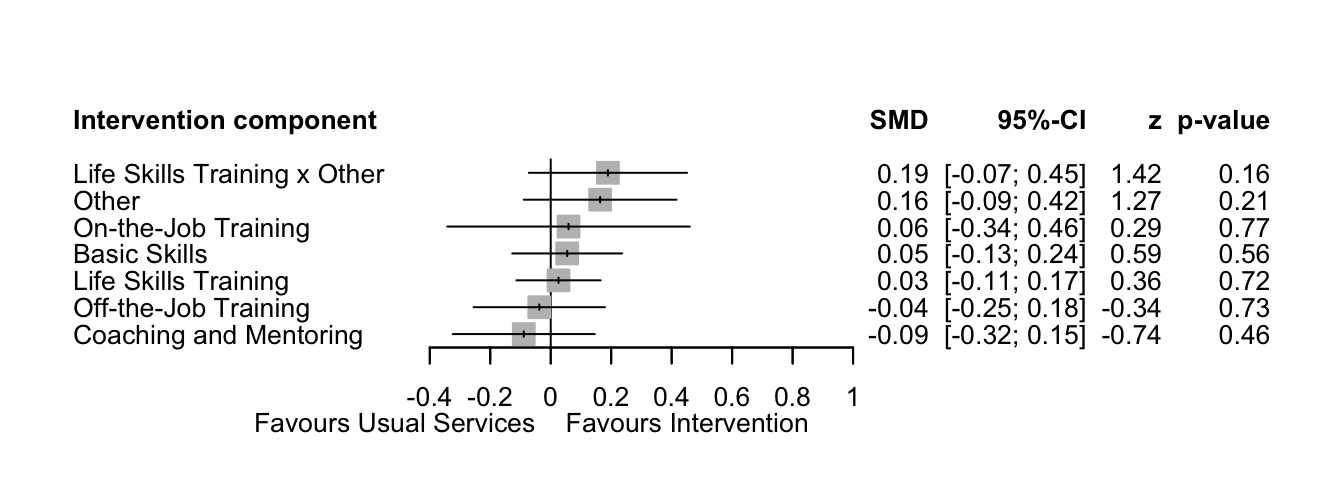 Intervention component SMD 95%-CI z p-value
Life Skills Training x Other 0.19 [-0.07; 0.45] 1.42 0.16
Other 0.16 [-0.09; 0.42] 1.27 0.21
On-the-Job Training 0.06 [-0.34; 0.46] 0.29 0.77
Basic Skills 0.05 [-0.13; 0.24] 0.59 0.56
Life Skills Training 0.03 [-0.11; 0.17] 0.36 0.72
Off-the-Job Training -0.04 [-0.25; 0.18] -0.34 0.73
Coaching and Mentoring -0.09 [-0.32; 0.15] -0.74 0.46
-0.4 -0.2 0 0.2 0.4 0.6 0.8 1
Favours Usual Services Favours Intervention